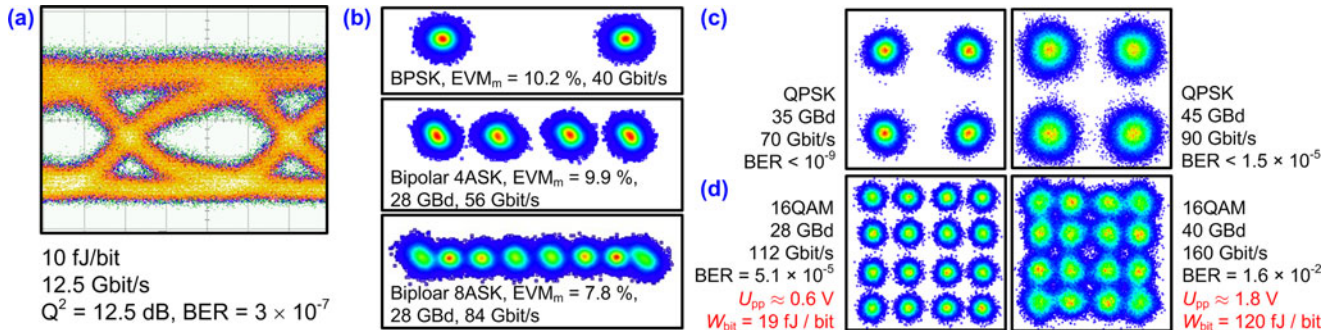 (a)
10 fJ/bit
12.5 Gbit/s
Q² = 12.5 dB, BER = 3 × 10⁻⁷
(b)
BPSK, EVMₘ = 10.2 %, 40 Gbit/s
Bipolar 4ASK, EVMₘ = 9.9 %,
28 GBd, 56 Gbit/s
Biploar 8ASK, EVMₘ = 7.8 %,
28 GBd, 84 Gbit/s
(c)
QPSK
35 GBd
70 Gbit/s
BER < 10⁻⁹
QPSK
45 GBd
90 Gbit/s
BER < 1.5 × 10⁻⁵
(d)
16QAM
28 GBd
112 Gbit/s
BER = 5.1 × 10⁻⁵
Upp ≈ 0.6 V
Wbit = 19 fJ / bit
16QAM
40 GBd
160 Gbit/s
BER = 1.6 × 10⁻²
Upp ≈ 1.8 V
Wbit = 120 fJ / bit